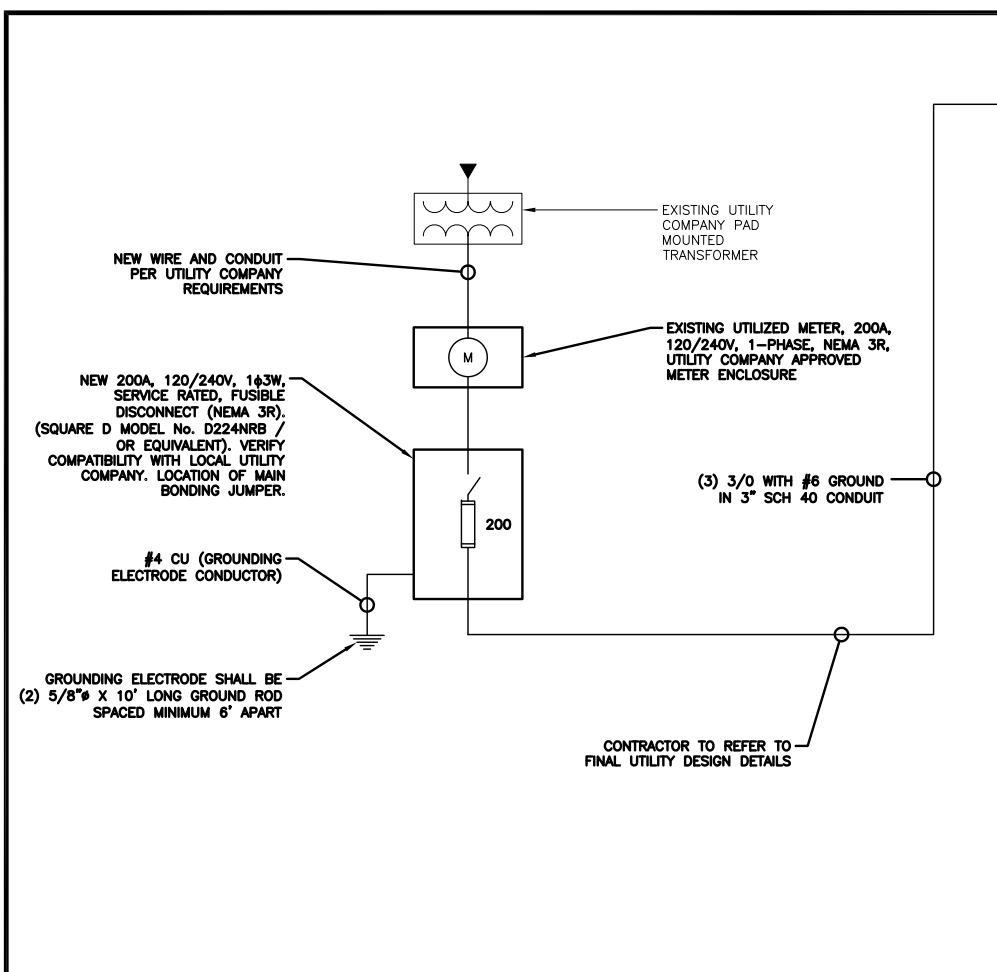 EXISTING UTILITY
COMPANY PAD
MOUNTED
TRANSFORMER
NEW WIRE AND CONDUIT
PER UTILITY COMPANY
REQUIREMENTS
EXISTING UTILIZED METER, 200A,
120/240V, 1-PHASE, NEMA 3R,
UTILITY COMPANY APPROVED
METER ENCLOSURE
M
NEW 200A, 120/240V, 1ϕ3W,
SERVICE RATED, FUSIBLE
DISCONNECT (NEMA 3R).
(SQUARE D MODEL No. D224NRB /
OR EQUIVALENT). VERIFY
COMPATIBILITY WITH LOCAL UTILITY
COMPANY. LOCATION OF MAIN
BONDING JUMPER.
200
(3) 3/0 WITH #6 GROUND
IN 3" SCH 40 CONDUIT
#4 CU (GROUNDING
ELECTRODE CONDUCTOR)
GROUNDING ELECTRODE SHALL BE
(2) 5/8"ø X 10' LONG GROUND ROD
SPACED MINIMUM 6' APART
CONTRACTOR TO REFER TO
FINAL UTILITY DESIGN DETAILS